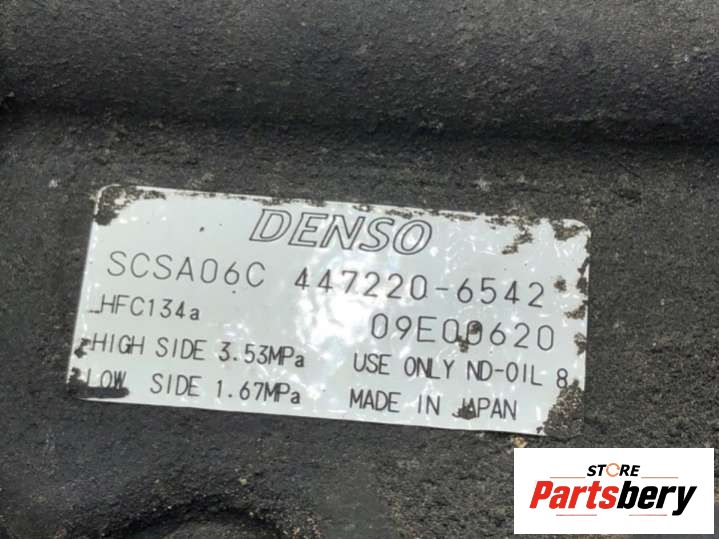 DENSO
SCSA06C 447220-6542
HFC134a 09E00620
HIGH SIDE 3.53MPa USE ONLY ND-OIL 8
LOW SIDE 1.67MPa MADE IN JAPAN
STORE
Partsbery